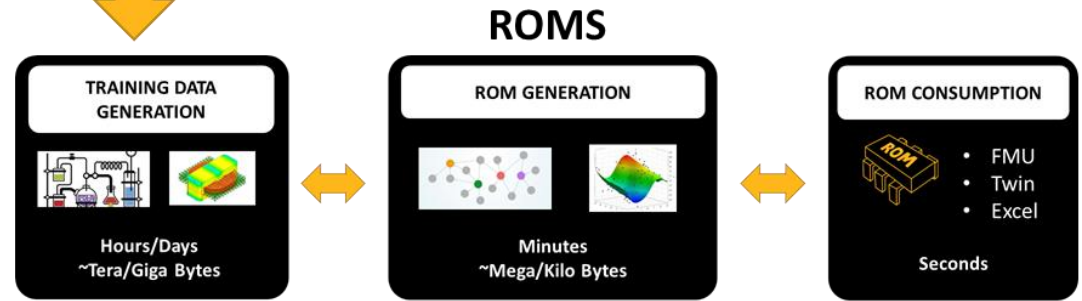 ROMS
TRAINING DATA
GENERATION
Hours/Days
~Tera/Giga Bytes
ROM GENERATION
Minutes
~Mega/Kilo Bytes
ROM CONSUMPTION
ROM
• FMU
• Twin
• Excel
Seconds